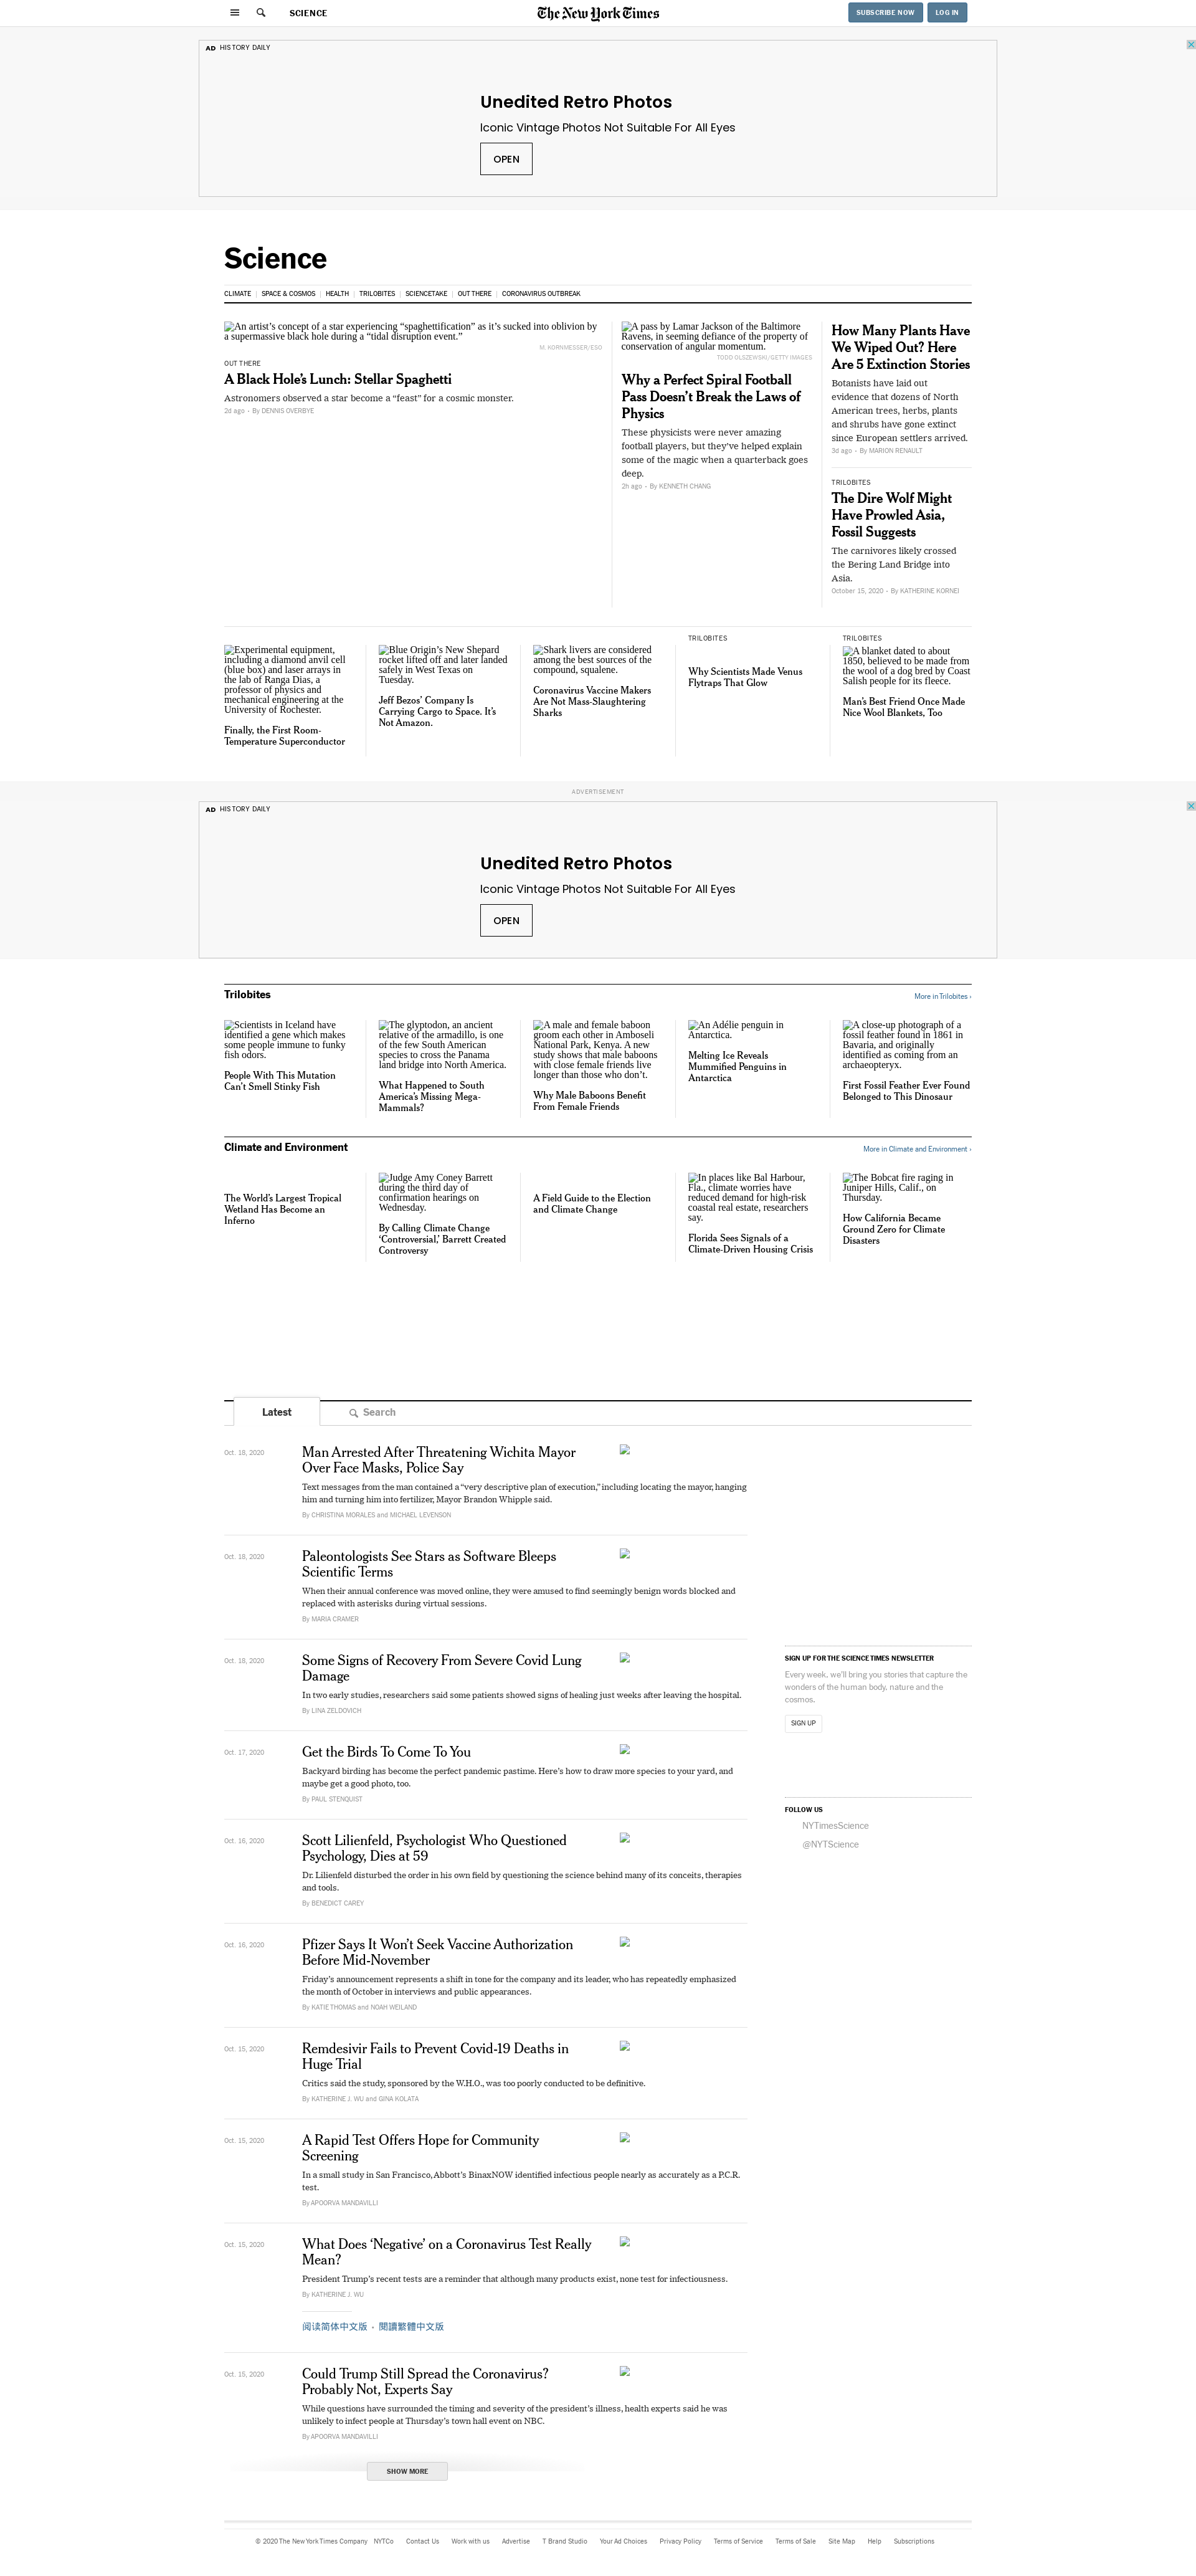 SCIENCE
The New York Times
SUBSCRIBE NOW
LOG IN
AD HISTORY DAILY
Unedited Retro Photos
Iconic Vintage Photos Not Suitable For All Eyes
OPEN
Science
CLIMATE | SPACE & COSMOS | HEALTH | TRILOBITES | SCIENCETAKE | OUT THERE | CORONAVIRUS OUTBREAK
An artist's concept of a star experiencing “spaghettification” as it's sucked into oblivion by
a supermassive black hole during a “tidal disruption event.”
M. KORNMESSER/ESO
OUT THERE
A Black Hole's Lunch: Stellar Spaghetti
Astronomers observed a star become a “feast” for a cosmic monster.
2d ago • By DENNIS OVERBYE
A pass by Lamar Jackson of the Baltimore
Ravens, in seeming defiance of the property of
conservation of angular momentum.
TODD OLSZEWSKI/GETTY IMAGES
Why a Perfect Spiral Football
Pass Doesn't Break the Laws of
Physics
These physicists were never amazing
football players, but they've helped explain
some of the magic when a quarterback goes
deep.
2h ago • By KENNETH CHANG
How Many Plants Have
We Wiped Out? Here
Are 5 Extinction Stories
Botanists have laid out
evidence that dozens of North
American trees, herbs, plants
and shrubs have gone extinct
since European settlers arrived.
3d ago • By MARION RENAULT
TRILOBITES
The Dire Wolf Might
Have Prowled Asia,
Fossil Suggests
The carnivores likely crossed
the Bering Land Bridge into
Asia.
October 15, 2020 • By KATHERINE KORNEI
Experimental equipment,
including a diamond anvil cell
(blue box) and laser arrays in
the lab of Ranga Dias, a
professor of physics and
mechanical engineering at the
University of Rochester.
Finally, the First Room-
Temperature Superconductor
Blue Origin's New Shepard
rocket lifted off and later landed
safely in West Texas on
Tuesday.
Jeff Bezos' Company Is
Carrying Cargo to Space. It's
Not Amazon.
Shark livers are considered
among the best sources of the
compound, squalene.
Coronavirus Vaccine Makers
Are Not Mass-Slaughtering
Sharks
TRILOBITES
Why Scientists Made Venus
Flytraps That Glow
TRILOBITES
A blanket dated to about
1850, believed to be made from
the wool of a dog bred by Coast
Salish people for its fleece.
Man's Best Friend Once Made
Nice Wool Blankets, Too
ADVERTISEMENT
AD HISTORY DAILY
Unedited Retro Photos
Iconic Vintage Photos Not Suitable For All Eyes
OPEN
Trilobites
More in Trilobites ›
Scientists in Iceland have
identified a gene which makes
some people immune to funky
fish odors.
People With This Mutation
Can't Smell Stinky Fish
The glyptodon, an ancient
relative of the armadillo, is one
of the few South American
species to cross the Panama
land bridge into North America.
What Happened to South
America's Missing Mega-
Mammals?
A male and female baboon
groom each other in Amboseli
National Park, Kenya. A new
study shows that male baboons
with close female friends live
longer than those who don't.
Why Male Baboons Benefit
From Female Friends
An Adélie penguin in
Antarctica.
Melting Ice Reveals
Mummified Penguins in
Antarctica
A close-up photograph of a
fossil feather found in 1861 in
Bavaria, and originally
identified as coming from an
archaeopteryx.
First Fossil Feather Ever Found
Belonged to This Dinosaur
Climate and Environment
More in Climate and Environment ›
The World's Largest Tropical
Wetland Has Become an
Inferno
Judge Amy Coney Barrett
during the third day of
confirmation hearings on
Wednesday.
By Calling Climate Change
‘Controversial,’ Barrett Created
Controversy
A Field Guide to the Election
and Climate Change
In places like Bal Harbour,
Fla., climate worries have
reduced demand for high-risk
coastal real estate, researchers
say.
Florida Sees Signals of a
Climate-Driven Housing Crisis
The Bobcat fire raging in
Juniper Hills, Calif., on
Thursday.
How California Became
Ground Zero for Climate
Disasters
Latest
Search
Oct. 18, 2020
Man Arrested After Threatening Wichita Mayor
Over Face Masks, Police Say
Text messages from the man contained a “very descriptive plan of execution,” including locating the mayor, hanging
him and turning him into fertilizer, Mayor Brandon Whipple said.
By CHRISTINA MORALES and MICHAEL LEVENSON
Oct. 18, 2020
Paleontologists See Stars as Software Bleeps
Scientific Terms
When their annual conference was moved online, they were amused to find seemingly benign words blocked and
replaced with asterisks during virtual sessions.
By MARIA CRAMER
Oct. 18, 2020
Some Signs of Recovery From Severe Covid Lung
Damage
In two early studies, researchers said some patients showed signs of healing just weeks after leaving the hospital.
By LINA ZELDOVICH
Oct. 17, 2020
Get the Birds To Come To You
Backyard birding has become the perfect pandemic pastime. Here's how to draw more species to your yard, and
maybe get a good photo, too.
By PAUL STENQUIST
Oct. 16, 2020
Scott Lilienfeld, Psychologist Who Questioned
Psychology, Dies at 59
Dr. Lilienfeld disturbed the order in his own field by questioning the science behind many of its conceits, therapies
and tools.
By BENEDICT CAREY
Oct. 16, 2020
Pfizer Says It Won't Seek Vaccine Authorization
Before Mid-November
Friday's announcement represents a shift in tone for the company and its leader, who has repeatedly emphasized
the month of October in interviews and public appearances.
By KATIE THOMAS and NOAH WEILAND
Oct. 15, 2020
Remdesivir Fails to Prevent Covid-19 Deaths in
Huge Trial
Critics said the study, sponsored by the W.H.O., was too poorly conducted to be definitive.
By KATHERINE J. WU and GINA KOLATA
Oct. 15, 2020
A Rapid Test Offers Hope for Community
Screening
In a small study in San Francisco, Abbott's BinaxNOW identified infectious people nearly as accurately as a P.C.R.
test.
By APOORVA MANDAVILLI
Oct. 15, 2020
What Does ‘Negative’ on a Coronavirus Test Really
Mean?
President Trump's recent tests are a reminder that although many products exist, none test for infectiousness.
By KATHERINE J. WU
阅读简体中文版 • 閱讀繁體中文版
Oct. 15, 2020
Could Trump Still Spread the Coronavirus?
Probably Not, Experts Say
While questions have surrounded the timing and severity of the president's illness, health experts said he was
unlikely to infect people at Thursday's town hall event on NBC.
By APOORVA MANDAVILLI
SHOW MORE
SIGN UP FOR THE SCIENCE TIMES NEWSLETTER
Every week, we'll bring you stories that capture the
wonders of the human body, nature and the
cosmos.
SIGN UP
FOLLOW US
NYTimesScience
@NYTScience
© 2020 The New York Times Company NYTCo Contact Us Work with us Advertise T Brand Studio Your Ad Choices Privacy Policy Terms of Service Terms of Sale Site Map Help Subscriptions